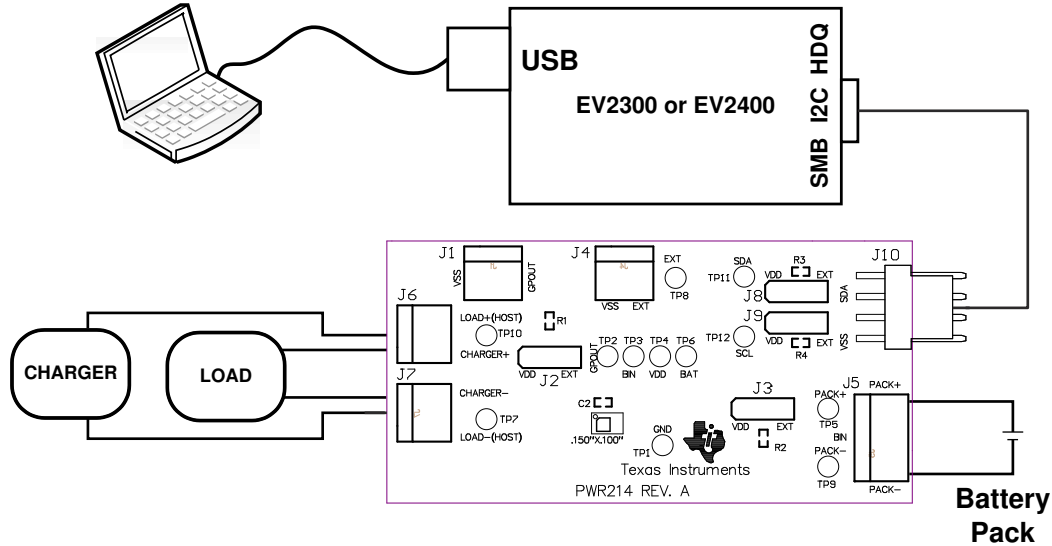 USB
EV2300 or EV2400
SMB I2C HDQ
J1
VSS
GPOUT
J4
VSS EXT
EXT
TP8
SDA
TP11
VDD
R3
EXT
J8
J9
TP12
SCL
VDD
R4
EXT
J10
SDA
VSS
CHARGER
LOAD
J6
LOAD+(HOST)
TP10
CHARGER+
R1
VDD
EXT
J2
GPOUT
TP2
TP3
TP4
TP6
BIN
VDD
BAT
J7
CHARGER-
TP7
LOAD-(HOST)
C2
.150"X.100"
GND
TP1
J3
VDD
EXT
R2
PACK+
TP5
PACK-
TP9
J5
PACK+
BIN
PACK-
Texas Instruments
PWR214 REV. A
Battery
Pack